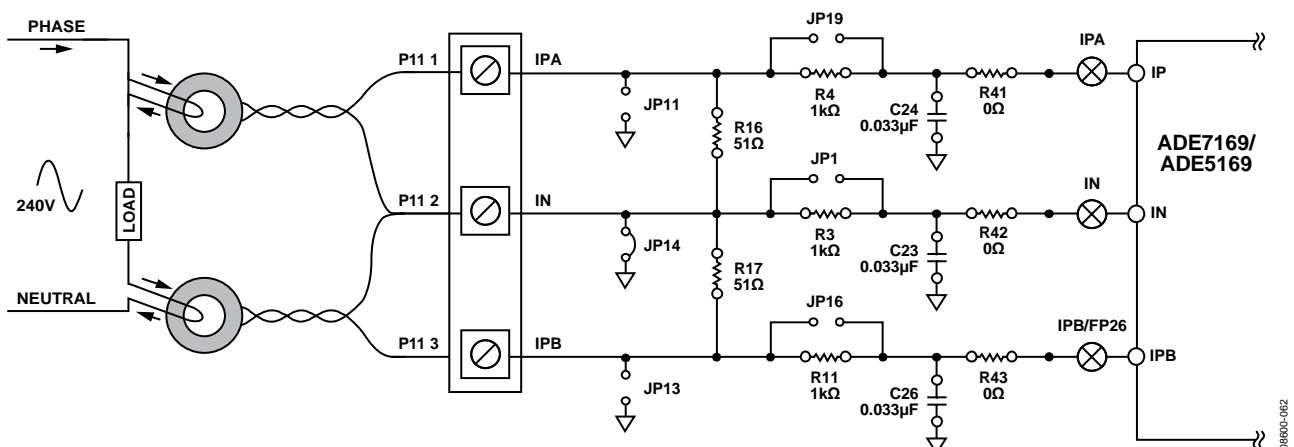 PHASE
240V
LOAD
NEUTRAL
P11 1
P11 2
P11 3
IPA
IN
IPB
JP11
JP14
JP13
R16
51Ω
R17
51Ω
JP19
R4
1kΩ
JP1
R3
1kΩ
JP16
R11
1kΩ
C24
0.033µF
C23
0.033µF
C26
0.033µF
R41
0Ω
R42
0Ω
R43
0Ω
IPA
IN
IPB/FP26
IP
IN
IPB
ADE7169/
ADE5169
08600-062